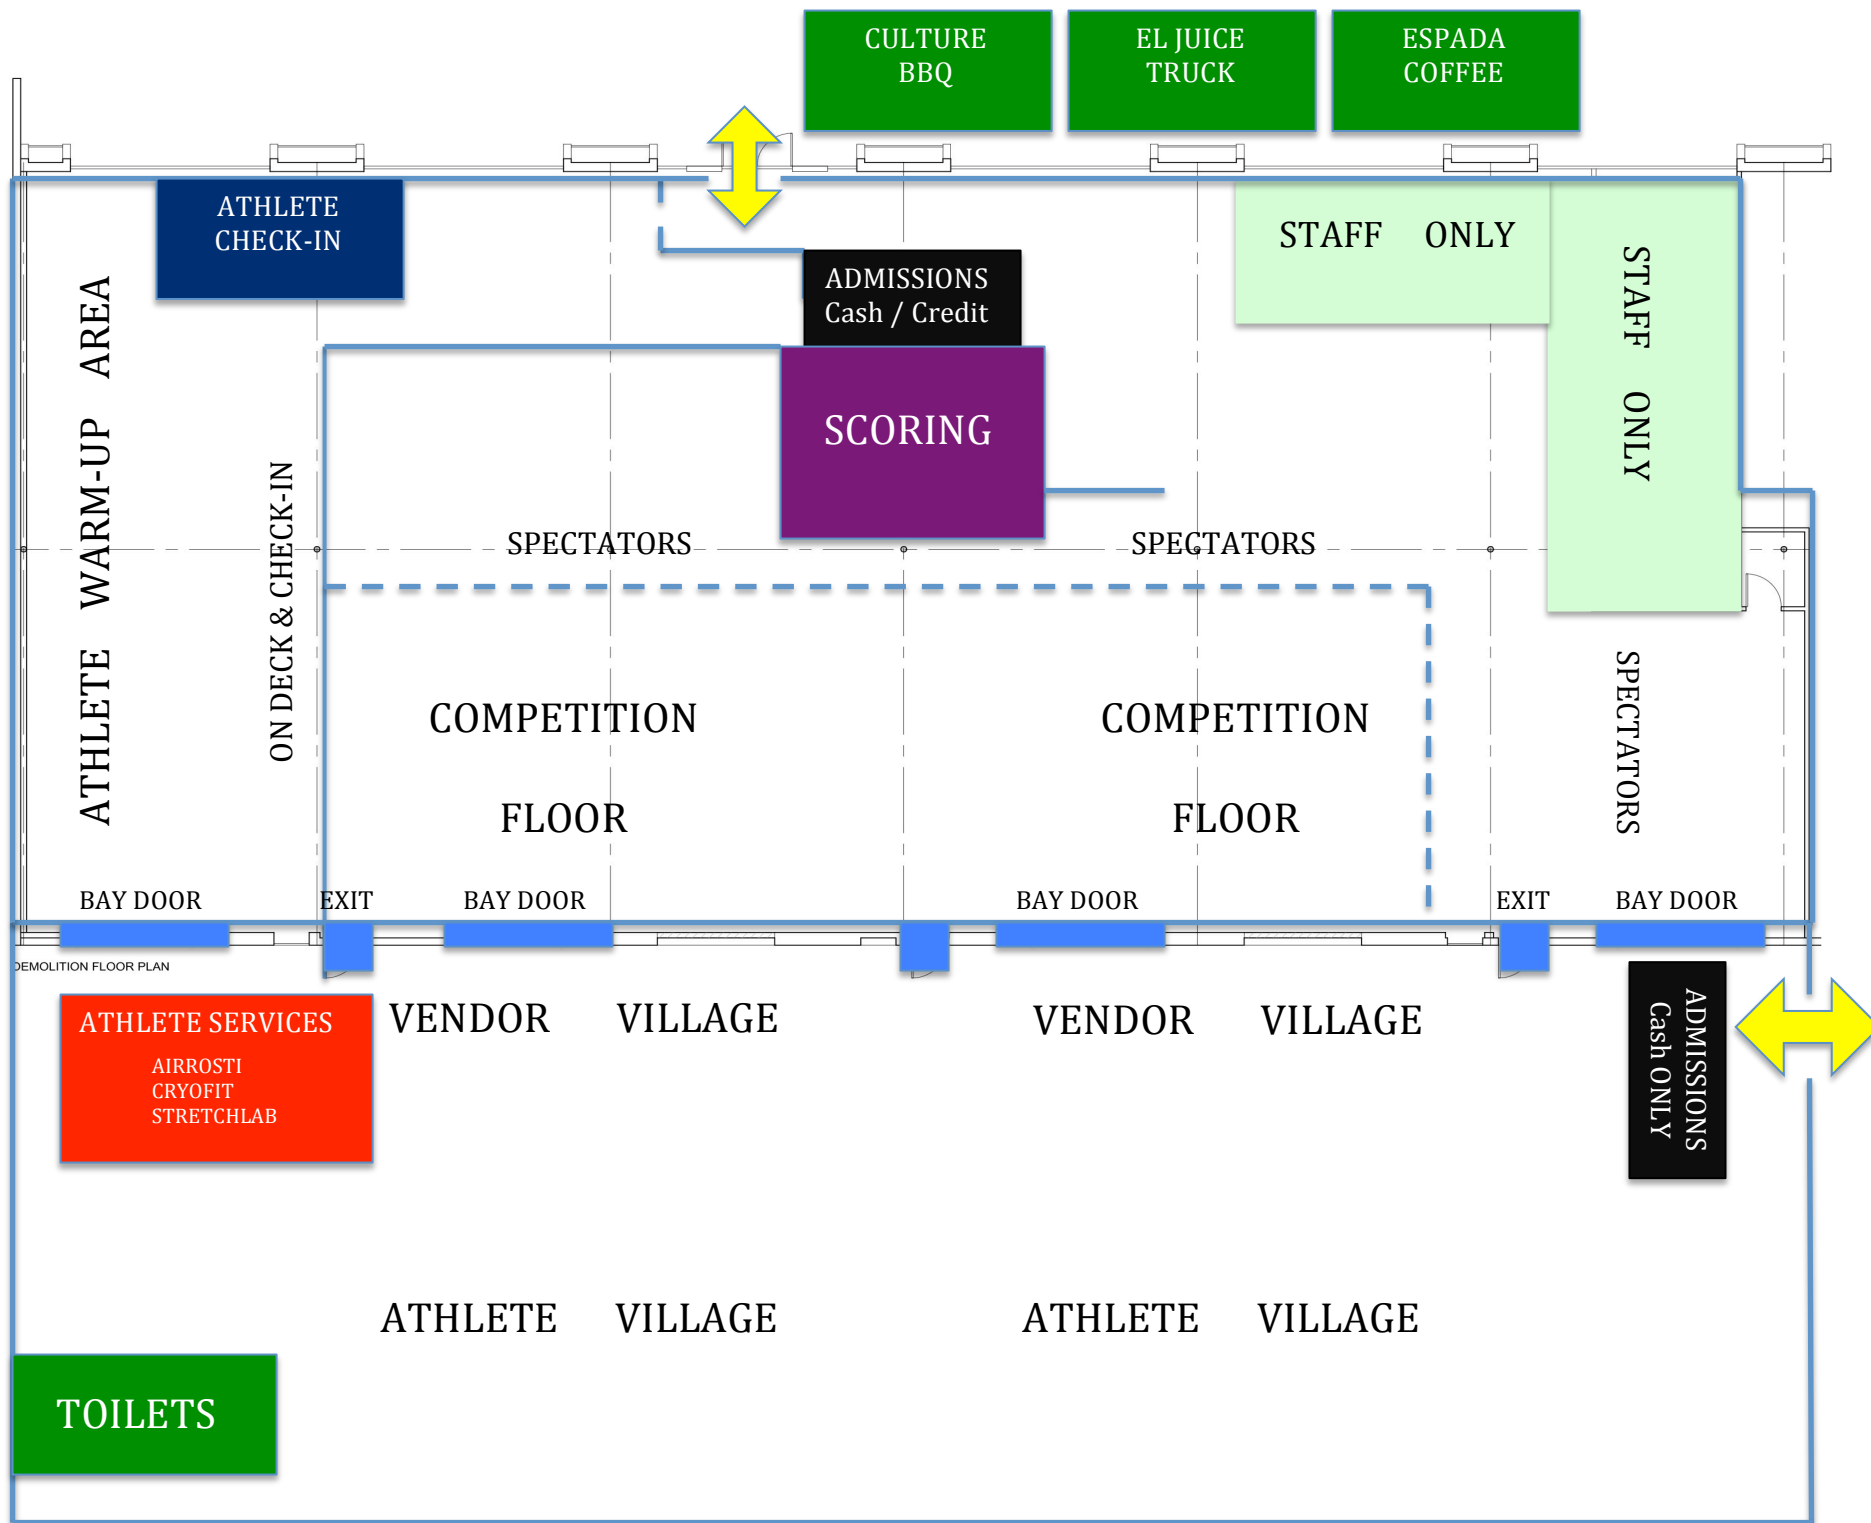 CULTURE
BBQ
EL JUICE
TRUCK
ESPADA
COFFEE
ATHLETE
CHECK-IN
ADMISSIONS
Cash / Credit
STAFF ONLY
STAFF ONLY
ATHLETE WARM-UP AREA
ON DECK & CHECK-IN
SCORING
SPECTATORS
SPECTATORS
SPECTATORS
COMPETITION
FLOOR
COMPETITION
FLOOR
BAY DOOR
EXIT
BAY DOOR
BAY DOOR
EXIT
BAY DOOR
DEMOLITION FLOOR PLAN
ATHLETE SERVICES
AIRROSTI
CRYOFIT
STRETCHLAB
VENDOR VILLAGE
VENDOR VILLAGE
ADMISSIONS
Cash ONLY
ATHLETE VILLAGE
ATHLETE VILLAGE
TOILETS